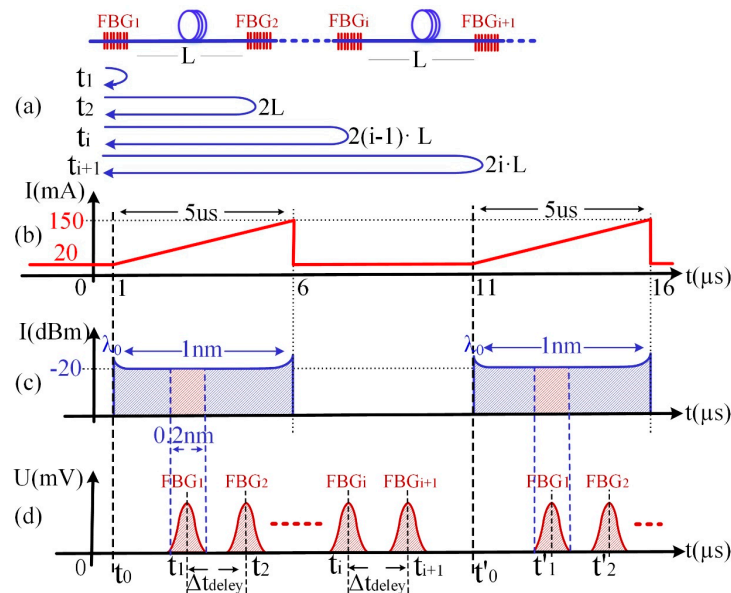 FBG₁ FBG₂ FBGᵢ FBGᵢ₊₁
L L
(a)
t₁
t₂ 2L
tᵢ 2(i-1)· L
tᵢ₊₁ 2i·L
I(mA)
150 5us 5us
(b)
20
0 1 6 11 16 t(μs)
I(dBm)
λ₀ 1nm λ₀ 1nm
-20
(c)
0.2nm
t(μs)
U(mV) FBG₁ FBG₂ FBGᵢ FBGᵢ₊₁ FBG₁ FBG₂
(d)
0 t(μs)
t₀ t₁ t₂ tᵢ tᵢ₊₁ t'₀ t'₁ t'₂
Δtdeley Δtdeley